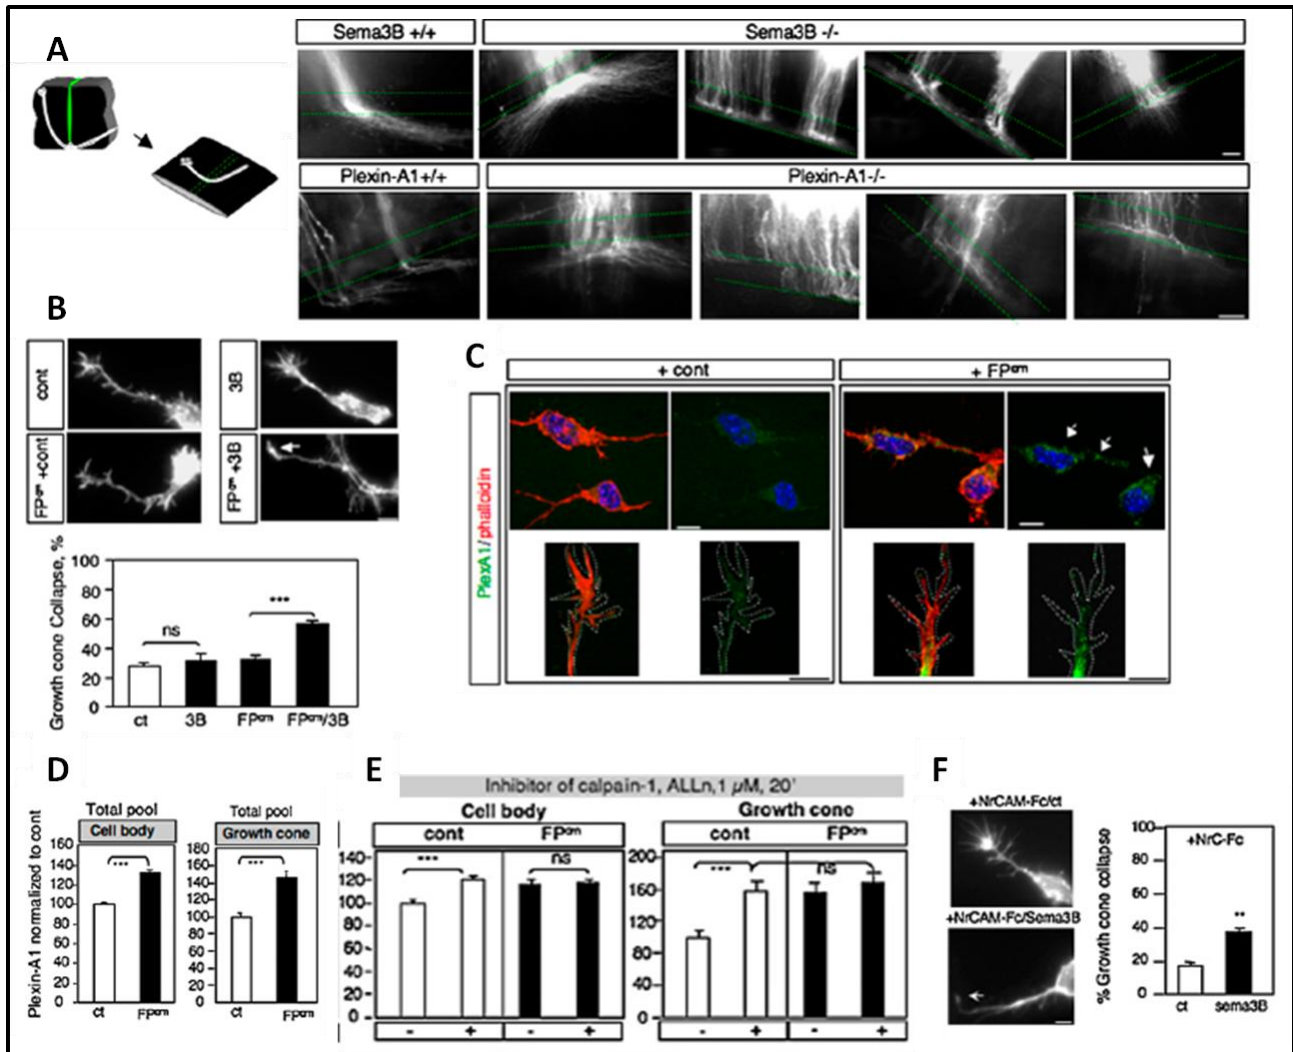 A
Sema3B +/+
Sema3B -/-
Plexin-A1+/+
Plexin-A1-/-
B
cont
3B
FPcm +cont
FPcm +3B
Growth cone Collapse, %
100
80
60
40
20
0
ns
***
ct
3B
FPcm
FPcm/3B
C
+ cont
+ FPcm
PlexA1/phalloidin
D
Total pool
Cell body
Total pool
Growth cone
Plexin-A1 normalized to cont
160
140
120
100
80
60
40
20
0
***
ct
FPcm
180
160
140
120
100
80
60
40
20
0
***
ct
FPcm
E
Inhibitor of calpain-1, ALLn,1 µM, 20'
Cell body
Growth cone
cont
FPcm
cont
FPcm
140
120
100
80
60
40
20
0
***
ns
- + - +
200
160
120
80
40
0
***
ns
- + - +
F
+NrCAM-Fc/ct
+NrCAM-Fc/Sema3B
% Growth cone collapse
100
80
60
40
20
0
+NrC-Fc
**
ct
sema3B